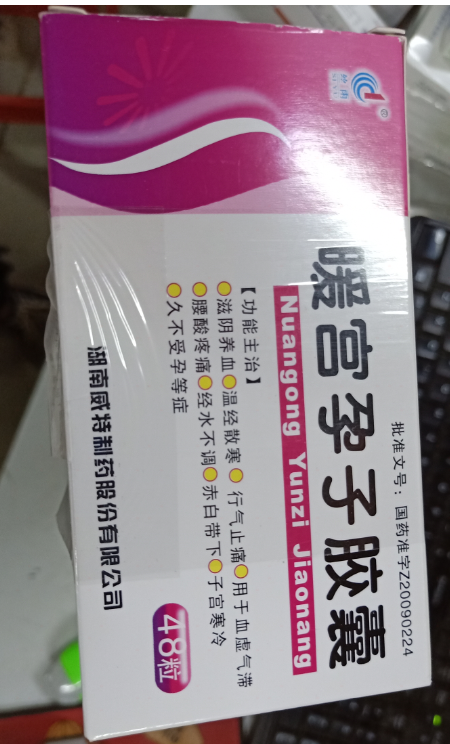 岭南
批准文号：国药准字Z20090224
暖宫孕子胶囊
Nuangong Yunzi Jiaonang
【功能主治】
滋阴养血 温经散寒 行气止痛 用于血虚气滞
腰酸疼痛 经水不调 赤白带下 子宫寒冷
久不受孕等症
48粒
湖南威特制药股份有限公司